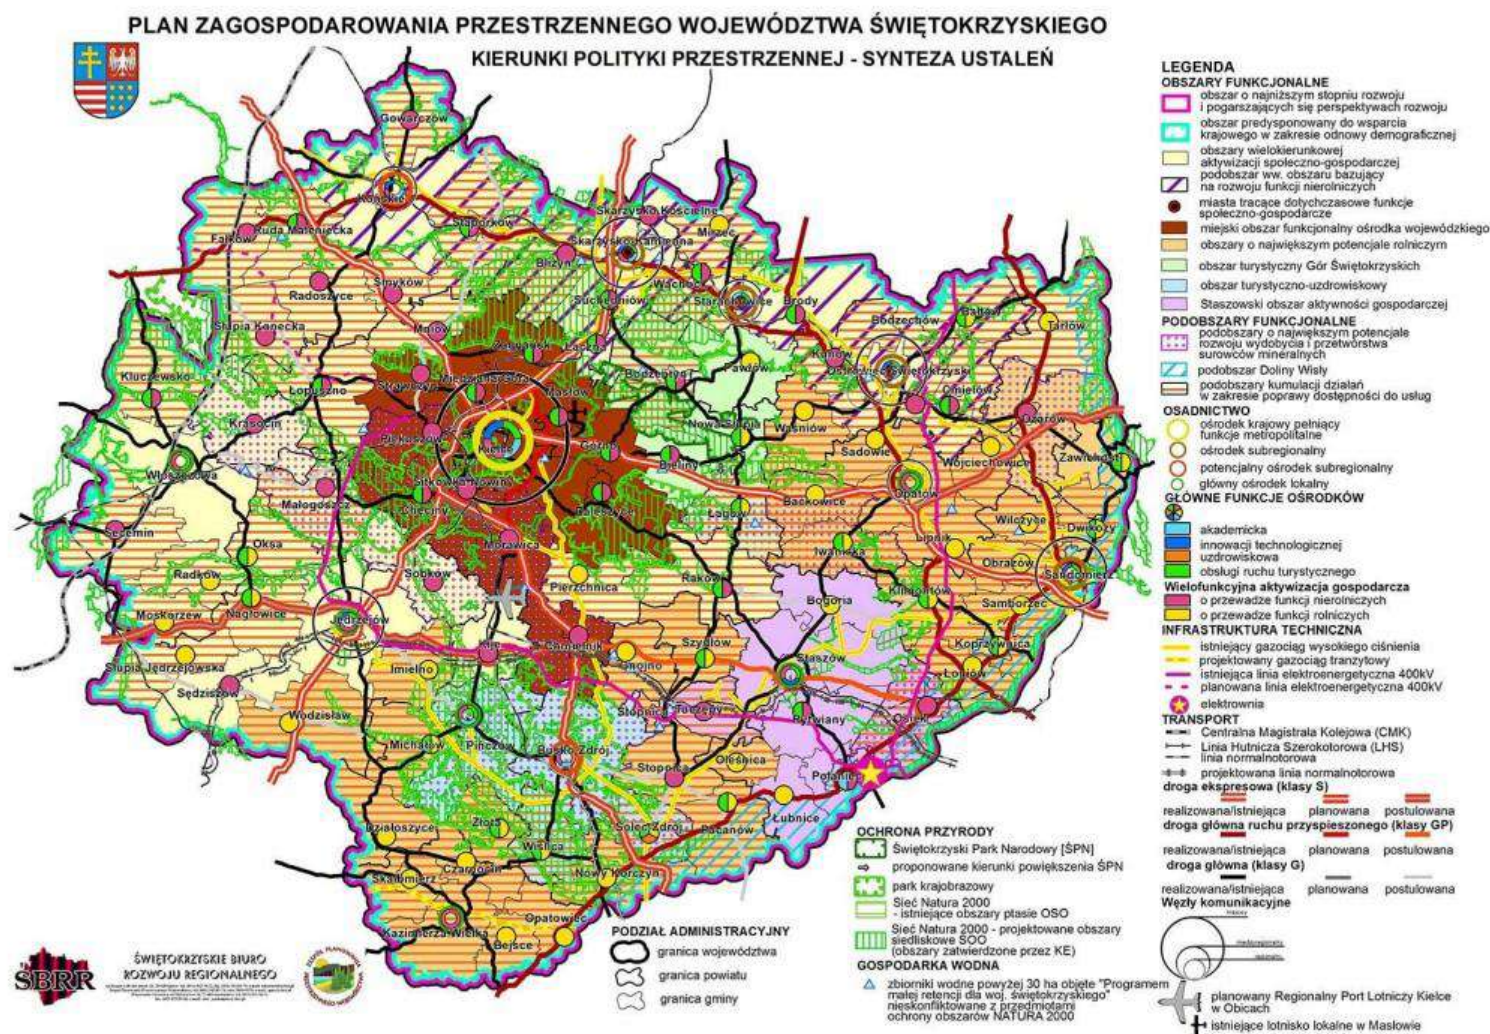 PLAN ZAGOSPODAROWANIA PRZESTRZENNEGO WOJEWÓDZTWA ŚWIĘTOKRZYSKIEGO
KIERUNKI POLITYKI PRZESTRZENNEJ - SYNTEZA USTALEŃ
Gowarczów
Końskie
Stąporków
Skarżysko Kościelne
Mirzec
Fałków
Ruda Maleniecka
Skarżysko-Kamienna
Bliżyn
Radoszyce
Smyków
Suchedniów
Wąchock
Starachowice
Brody
Bodzechów
Bałtów
Tarłów
Słupia Konecka
Mniów
Zagnańsk
Łączna
Kunów
Ostrowiec Świętokrzyski
Kluczewsko
Łopuszno
Strawczyn
Miedziana Góra
Masłów
Bodzentyn
Pawłów
Ćmielów
Ożarów
Krasocin
Piekoszów
Kielce
Górno
Nowa Słupia
Waśniów
Sadowie
Wojciechowice
Zawichost
Włoszczowa
Bieliny
Małogoszcz
Sitkówka-Nowiny
Chęciny
Daleszyce
Łagów
Baćkowice
Opatów
Secemin
Oksa
Morawica
Iwaniska
Lipnik
Wilczyce
Dwikozy
Radków
Sobków
Pierzchnica
Raków
Bogoria
Klimontów
Obrazów
Sandomierz
Moskorzew
Nagłowice
Jędrzejów
Samborzec
Słupia Jędrzejowska
Imielno
Kije
Chmielnik
Gnojno
Szydłów
Staszów
Koprzywnica
Łoniów
Sędziszów
Wodzisław
Tuczępy
Rytwiany
Osiek
Michałów
Pińczów
Busko Zdrój
Stopnica
Oleśnica
Połaniec
Działoszyce
Złota
Wiślica
Solec Zdrój
Pacanów
Łubnice
Skalbmierz
Czarnocin
Nowy Korczyn
Kazimierza Wielka
Opatowiec
Bejsce
LEGENDA
OBSZARY FUNKCJONALNE
obszar o najniższym stopniu rozwoju
i pogarszających się perspektywach rozwoju
obszar predysponowany do wsparcia
krajowego w zakresie odnowy demograficznej
obszary wielokierunkowej
aktywizacji społeczno-gospodarczej
podobszar ww. obszaru bazujący
na rozwoju funkcji nierolniczych
miasta tracące dotychczasowe funkcje
społeczno-gospodarcze
miejski obszar funkcjonalny ośrodka wojewódzkiego
obszary o największym potencjale rolniczym
obszar turystyczny Gór Świętokrzyskich
obszar turystyczno-uzdrowiskowy
Staszowski obszar aktywności gospodarczej
PODOBSZARY FUNKCJONALNE
podobszary o największym potencjale
rozwoju wydobycia i przetwórstwa
surowców mineralnych
podobszar Doliny Wisły
podobszary kumulacji działań
w zakresie poprawy dostępności do usług
OSADNICTWO
ośrodek krajowy pełniący
funkcje metropolitalne
ośrodek subregionalny
potencjalny ośrodek subregionalny
główny ośrodek lokalny
GŁÓWNE FUNKCJE OŚRODKÓW
akademicka
innowacji technologicznej
uzdrowiskowa
obsługi ruchu turystycznego
Wielofunkcyjna aktywizacja gospodarcza
o przewadze funkcji nierolniczych
o przewadze funkcji rolniczych
INFRASTRUKTURA TECHNICZNA
istniejący gazociąg wysokiego ciśnienia
projektowany gazociąg tranzytowy
istniejąca linia elektroenergetyczna 400kV
planowana linia elektroenergetyczna 400kV
elektrownia
TRANSPORT
Centralna Magistrala Kolejowa (CMK)
Linia Hutnicza Szerokotorowa (LHS)
linia normalnotorowa
projektowana linia normalnotorowa
droga ekspresowa (klasy S)
realizowana/istniejąca planowana postulowana
droga główna ruchu przyspieszonego (klasy GP)
realizowana/istniejąca planowana postulowana
droga główna (klasy G)
realizowana/istniejąca planowana postulowana
Węzły komunikacyjne
planowany Regionalny Port Lotniczy Kielce
w Obicach
istniejące lotnisko lokalne w Masłowie
OCHRONA PRZYRODY
Świętokrzyski Park Narodowy [ŚPN]
proponowane kierunki powiększenia ŚPN
park krajobrazowy
Sieć Natura 2000
- istniejące obszary ptasie OSO
Sieć Natura 2000 - projektowane obszary
siedliskowe SOO
(obszary zatwierdzone przez KE)
GOSPODARKA WODNA
zbiorniki wodne powyżej 30 ha objęte "Programem
małej retencji dla woj. świętokrzyskiego"
nieskonfliktowane z przedmiotami
ochrony obszarów NATURA 2000
PODZIAŁ ADMINISTRACYJNY
granica województwa
granica powiatu
granica gminy
SBRR
ŚWIĘTOKRZYSKIE BIURO
ROZWOJU REGIONALNEGO